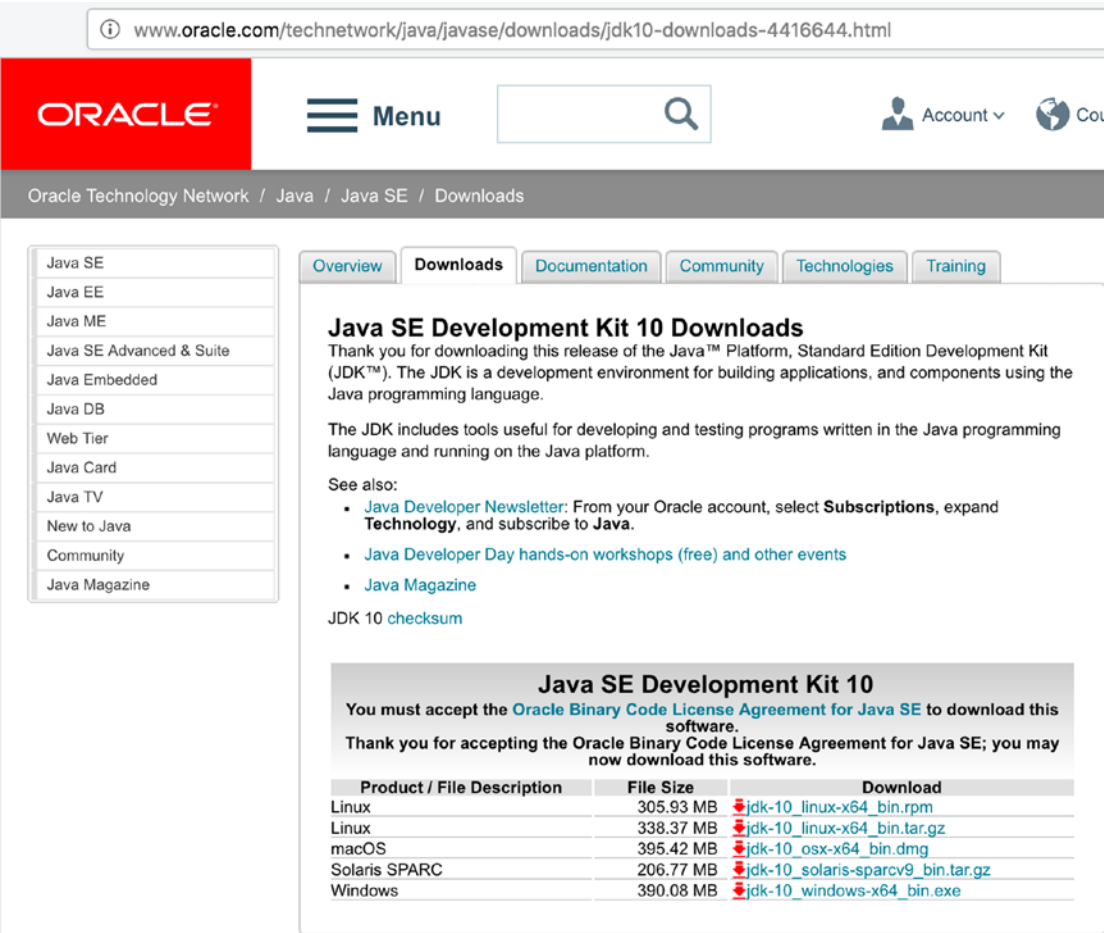 www.oracle.com/technetwork/java/javase/downloads/jdk10-downloads-4416644.html
ORACLE®
Menu
Account
Oracle Technology Network / Java / Java SE / Downloads
Java SE
Java EE
Java ME
Java SE Advanced & Suite
Java Embedded
Java DB
Web Tier
Java Card
Java TV
New to Java
Community
Java Magazine
Overview Downloads Documentation Community Technologies Training
Java SE Development Kit 10 Downloads
Thank you for downloading this release of the Java™ Platform, Standard Edition Development Kit
(JDK™). The JDK is a development environment for building applications, and components using the
Java programming language.
The JDK includes tools useful for developing and testing programs written in the Java programming
language and running on the Java platform.
See also:
▪ Java Developer Newsletter: From your Oracle account, select Subscriptions, expand
Technology, and subscribe to Java.
▪ Java Developer Day hands-on workshops (free) and other events
▪ Java Magazine
JDK 10 checksum
Java SE Development Kit 10
You must accept the Oracle Binary Code License Agreement for Java SE to download this
software.
Thank you for accepting the Oracle Binary Code License Agreement for Java SE; you may
now download this software.
Product / File Description File Size Download
Linux 305.93 MB jdk-10_linux-x64_bin.rpm
Linux 338.37 MB jdk-10_linux-x64_bin.tar.gz
macOS 395.42 MB jdk-10_osx-x64_bin.dmg
Solaris SPARC 206.77 MB jdk-10_solaris-sparcv9_bin.tar.gz
Windows 390.08 MB jdk-10_windows-x64_bin.exe